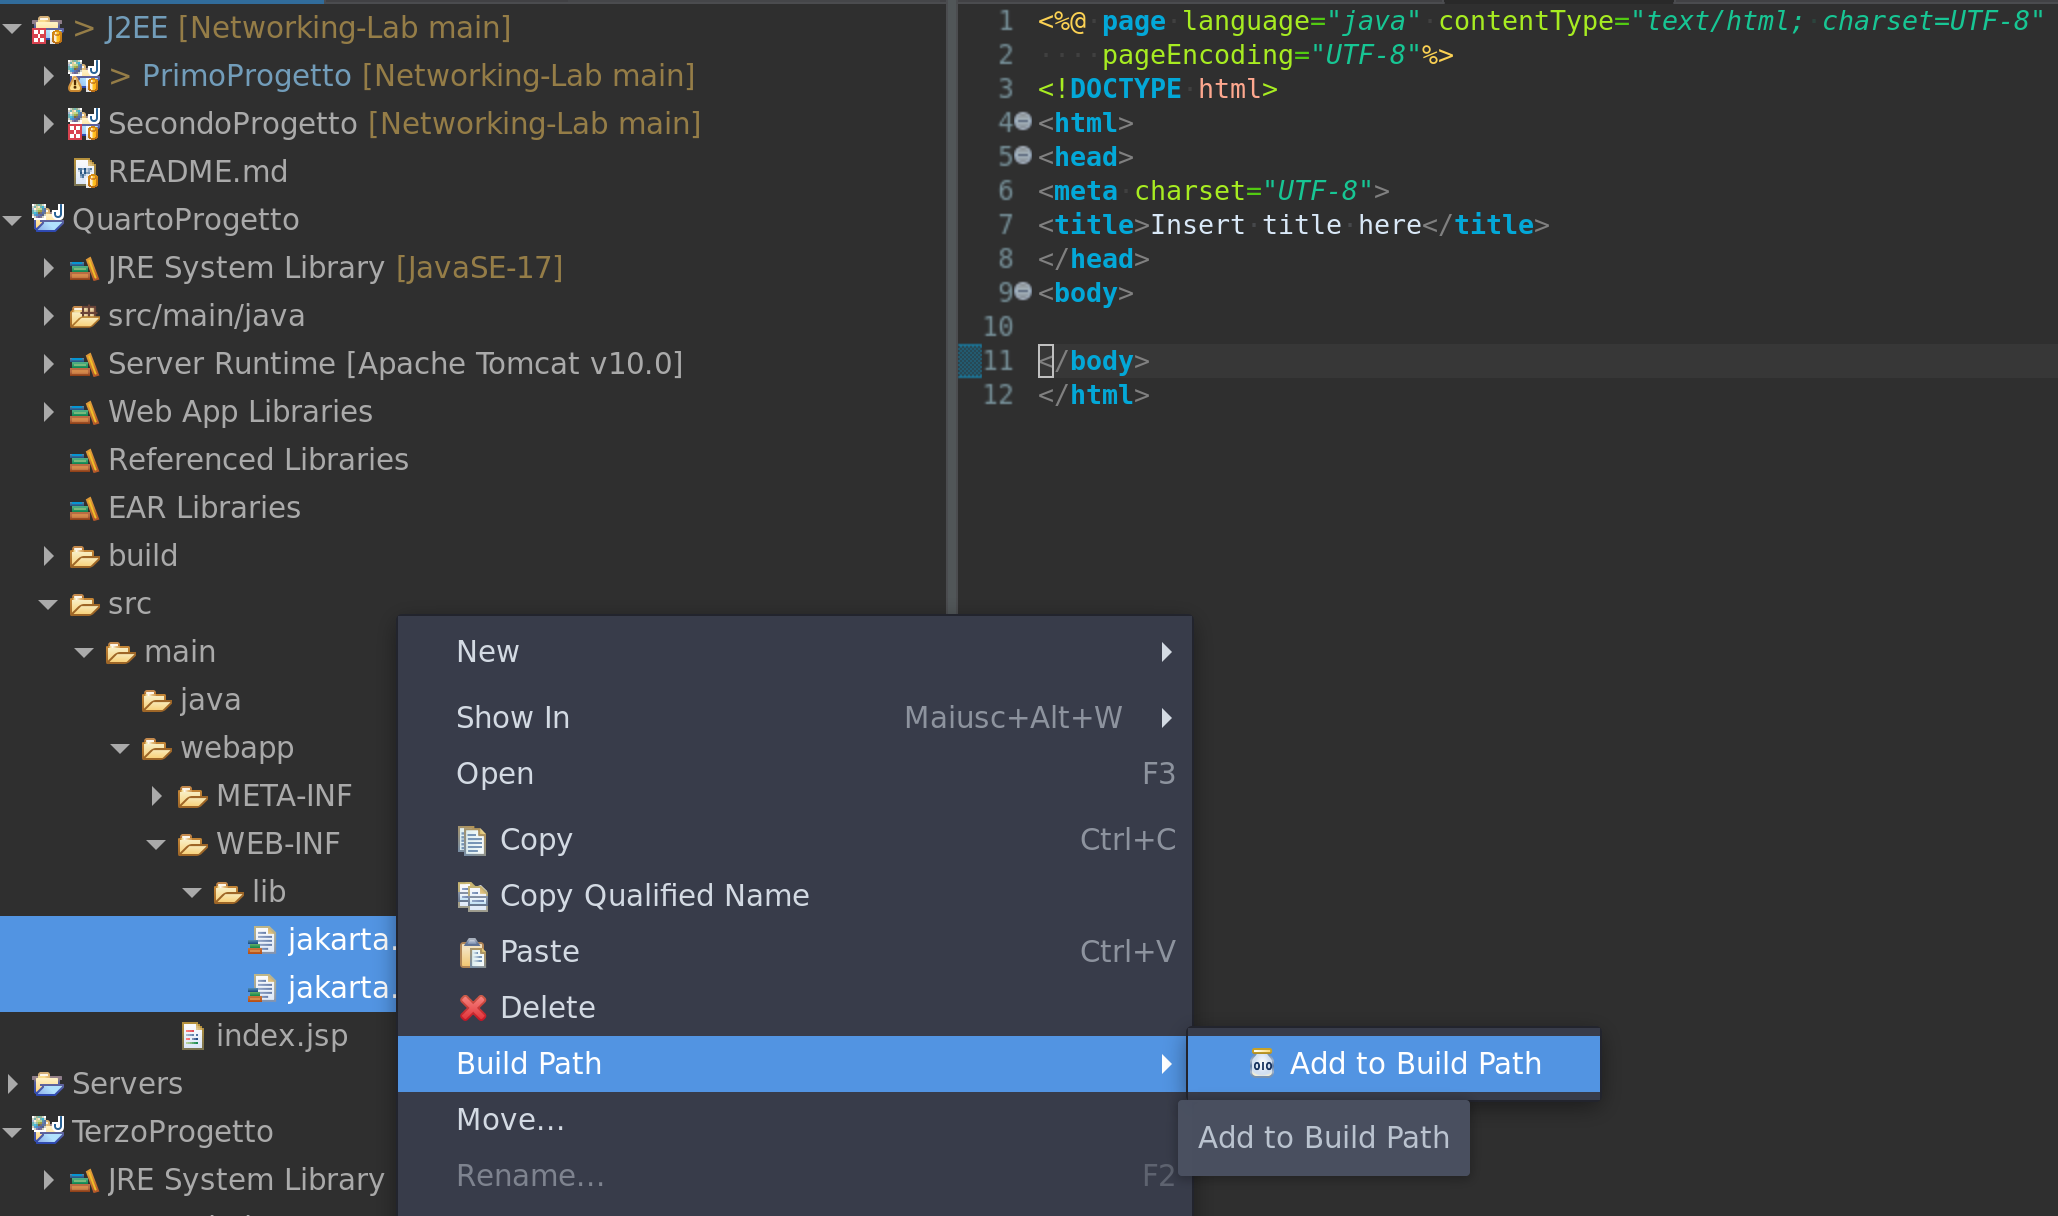 > J2EE [Networking-Lab main]
> PrimoProgetto [Networking-Lab main]
SecondoProgetto [Networking-Lab main]
README.md
QuartoProgetto
JRE System Library [JavaSE-17]
src/main/java
Server Runtime [Apache Tomcat v10.0]
Web App Libraries
Referenced Libraries
EAR Libraries
build
src
main
java
webapp
META-INF
WEB-INF
lib
jakarta.
jakarta.
index.jsp
Servers
TerzoProgetto
JRE System Library
1 <%@ page language="java" contentType="text/html; charset=UTF-8"
2 pageEncoding="UTF-8"%>
3 <!DOCTYPE html>
4 <html>
5 <head>
6 <meta charset="UTF-8">
7 <title>Insert title here</title>
8 </head>
9 <body>
10
11 </body>
12 </html>
New
Show In Maiusc+Alt+W
Open F3
Copy Ctrl+C
Copy Qualified Name
Paste Ctrl+V
Delete
Build Path
Move...
Rename... F2
Add to Build Path
Add to Build Path